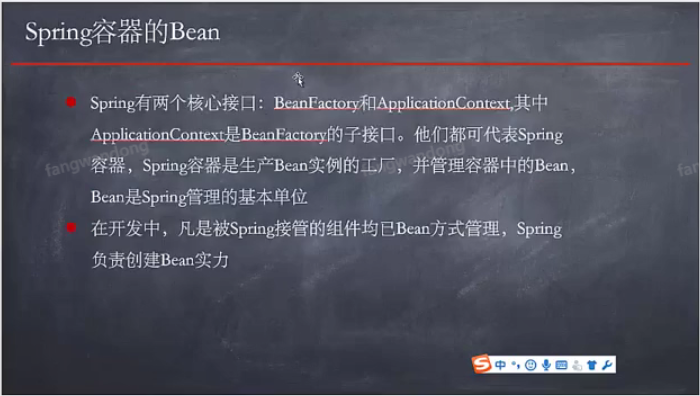 Spring容器的Bean
Spring有两个核心接口：BeanFactory和ApplicationContext,其中
ApplicationContext是BeanFactory的子接口。他们都可代表Spring
容器，Spring容器是生产Bean实例的工厂，并管理容器中的Bean，
Bean是Spring管理的基本单位
在开发中，凡是被Spring接管的组件均已Bean方式管理，Spring
负责创建Bean实力
fangwandong
fangwandong
S中